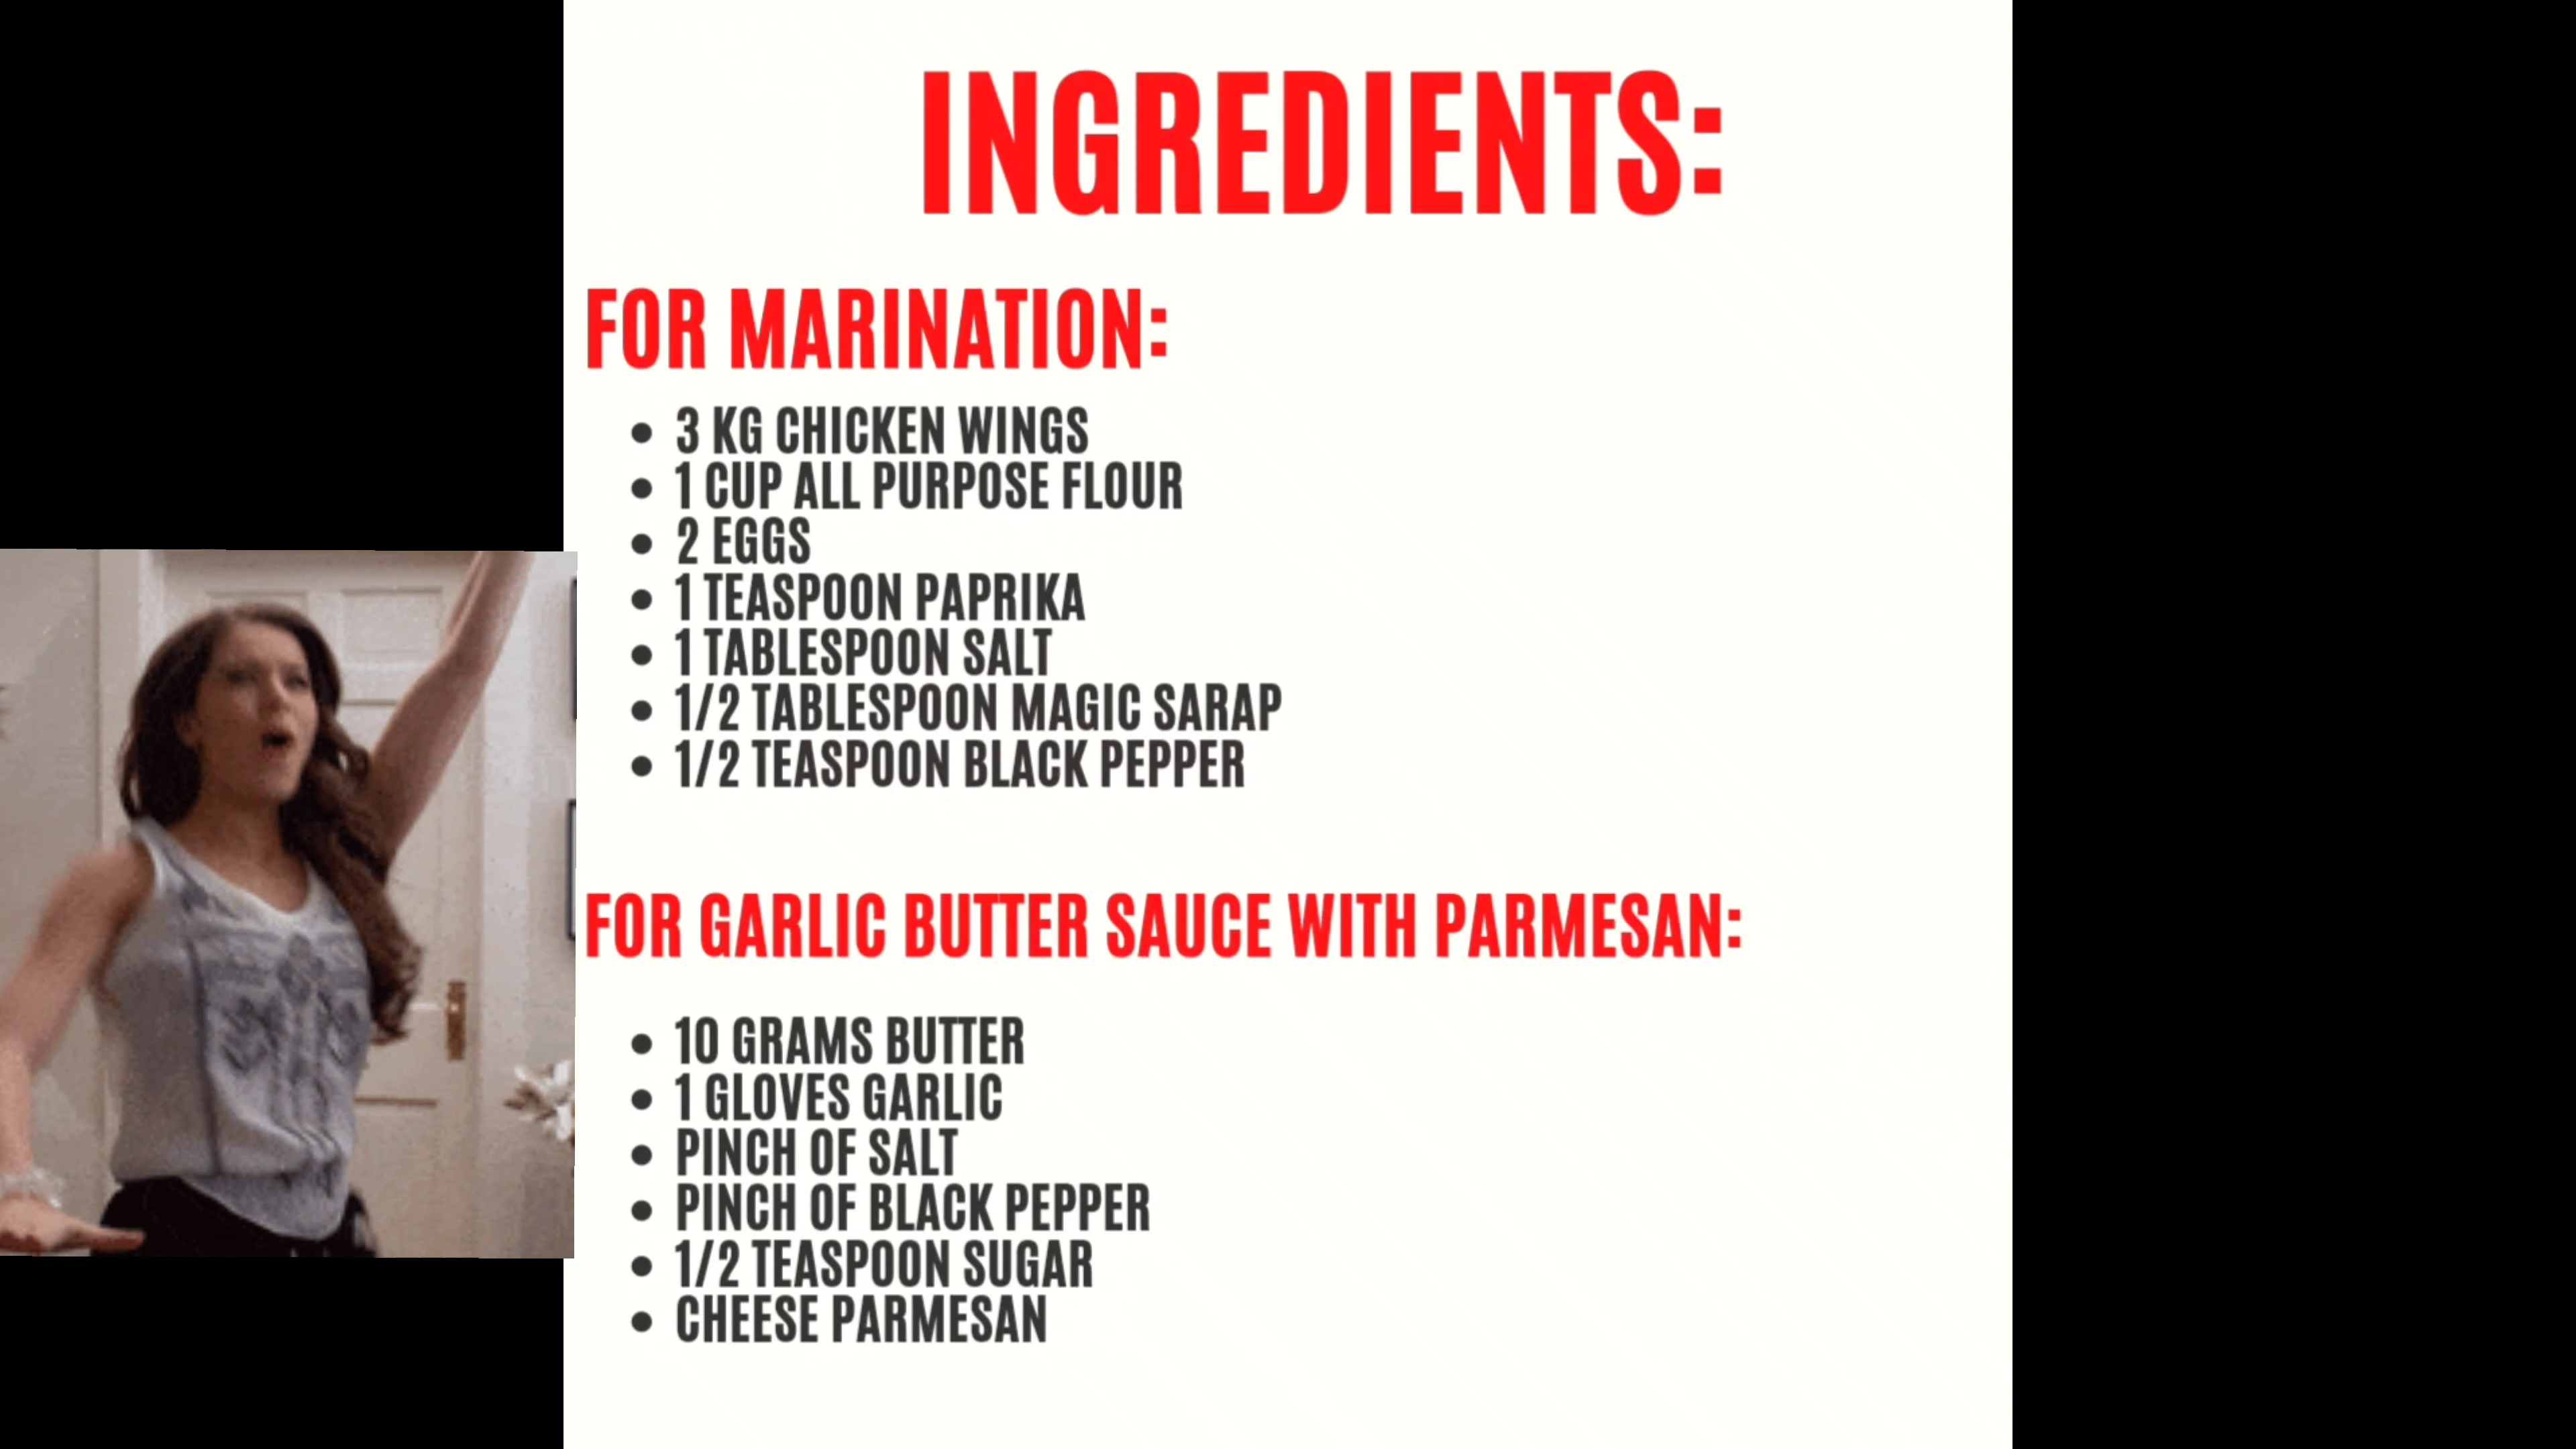 INGREDIENTS:
FOR MARINATION:
• 3 KG CHICKEN WINGS
• 1 CUP ALL PURPOSE FLOUR
• 2 EGGS
• 1 TEASPOON PAPRIKA
• 1 TABLESPOON SALT
• 1/2 TABLESPOON MAGIC SARAP
• 1/2 TEASPOON BLACK PEPPER
FOR GARLIC BUTTER SAUCE WITH PARMESAN:
• 10 GRAMS BUTTER
• 1 GLOVES GARLIC
• PINCH OF SALT
• PINCH OF BLACK PEPPER
• 1/2 TEASPOON SUGAR
• CHEESE PARMESAN